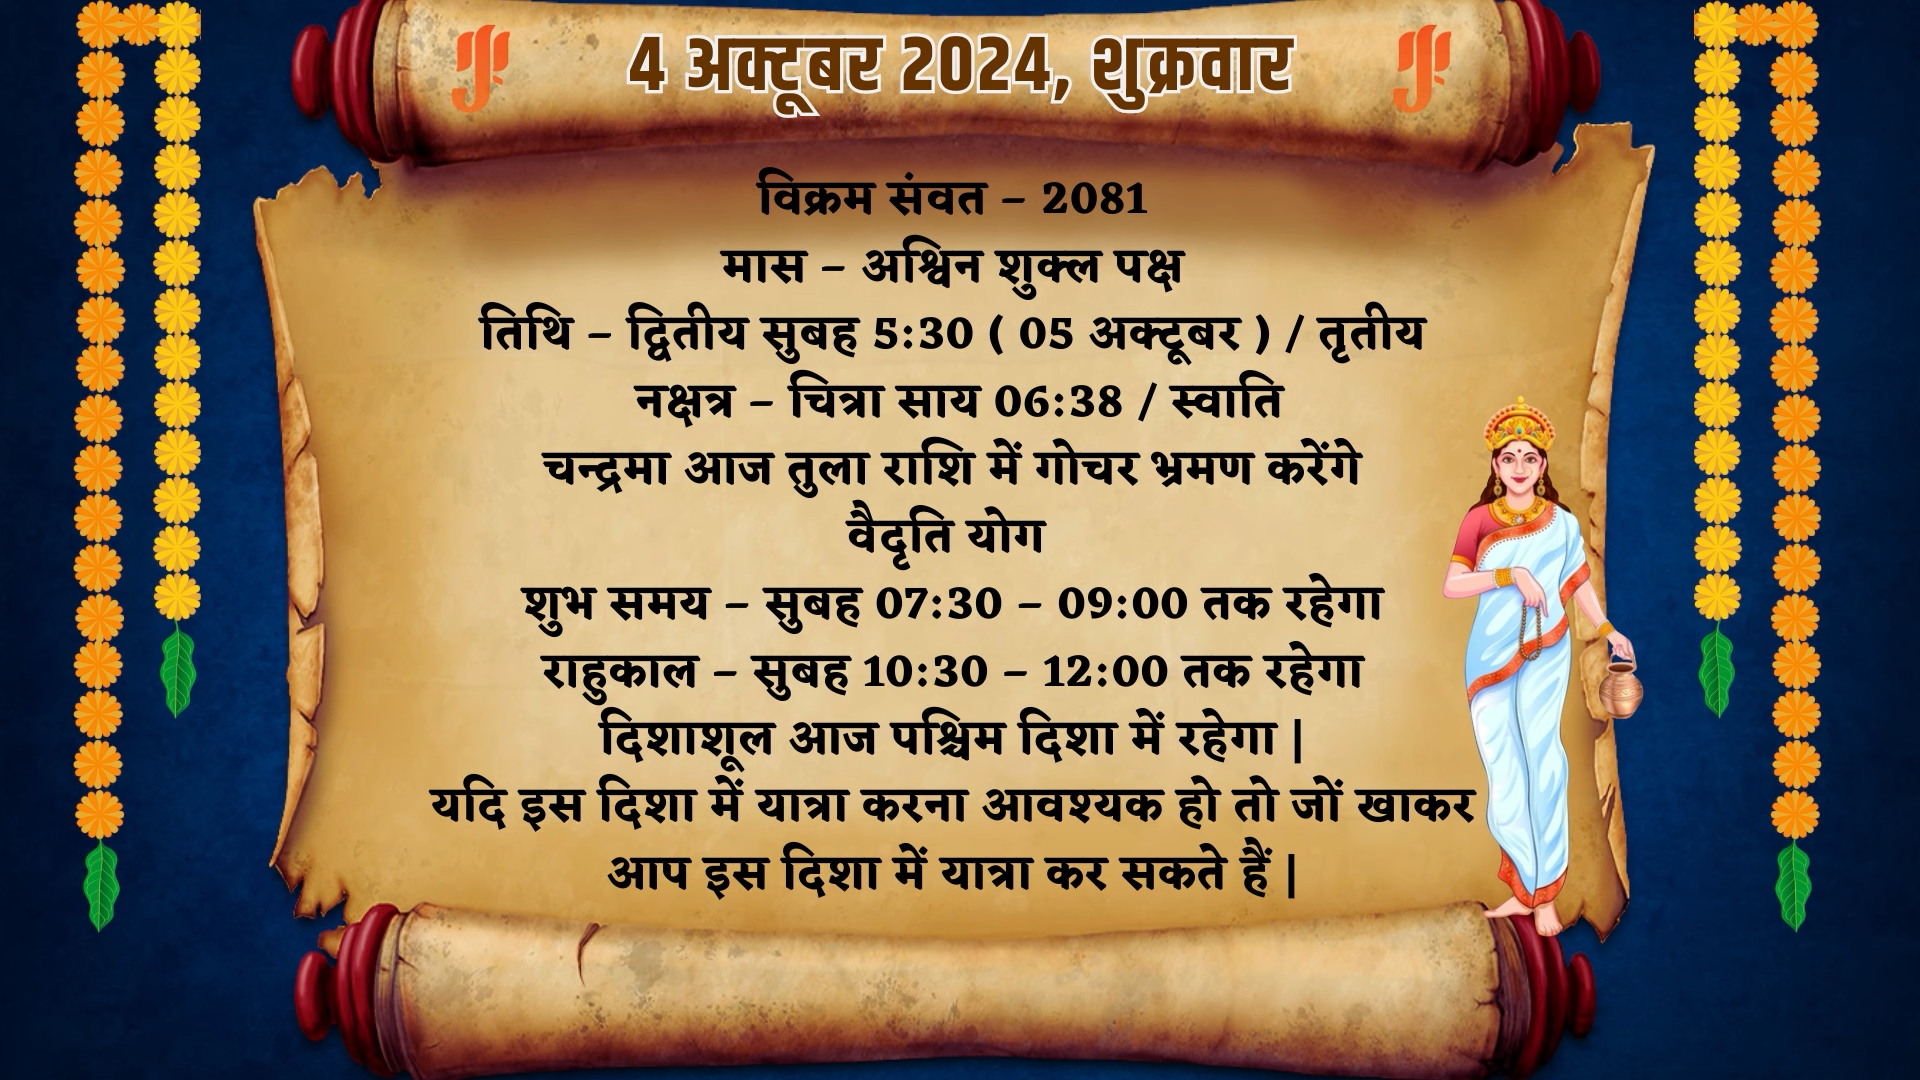 4 अक्टूबर 2024, शुक्रवार
विक्रम संवत – 2081
मास – अश्विन शुक्ल पक्ष
तिथि – द्वितीय सुबह 5:30 ( 05 अक्टूबर ) / तृतीय
नक्षत्र – चित्रा साय 06:38 / स्वाति
चन्द्रमा आज तुला राशि में गोचर भ्रमण करेंगे
वैदृति योग
शुभ समय – सुबह 07:30 – 09:00 तक रहेगा
राहुकाल – सुबह 10:30 – 12:00 तक रहेगा
दिशाशूल आज पश्चिम दिशा में रहेगा |
यदि इस दिशा में यात्रा करना आवश्यक हो तो जों खाकर
आप इस दिशा में यात्रा कर सकते हैं |